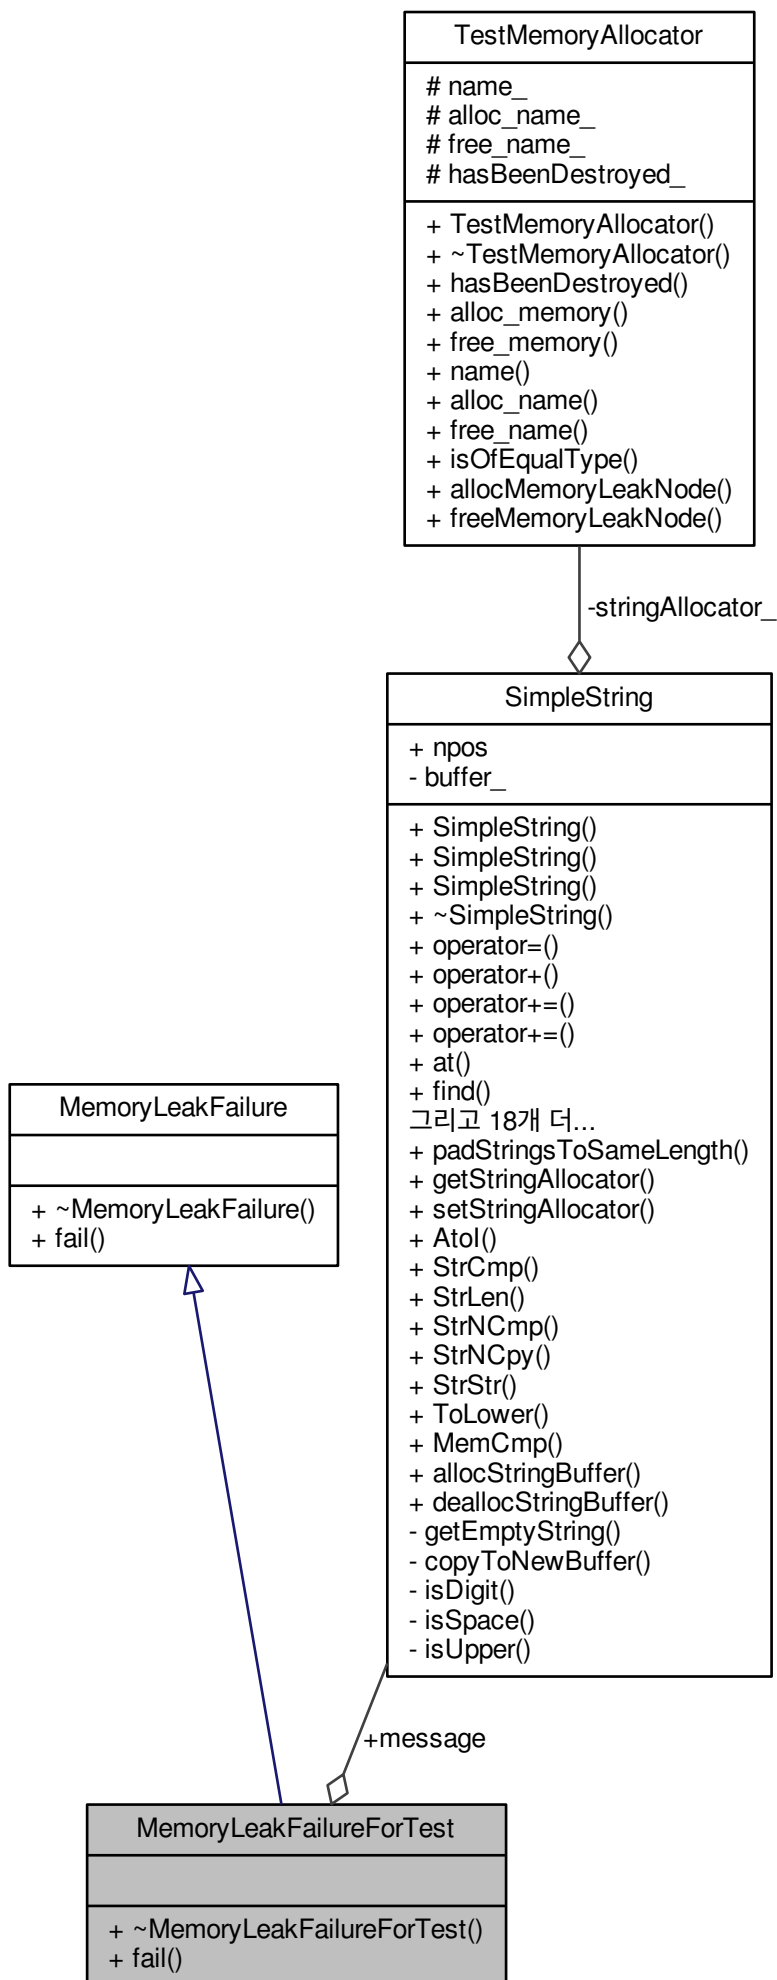 TestMemoryAllocator
# name_
# alloc_name_
# free_name_
# hasBeenDestroyed_
+ TestMemoryAllocator()
+ ~TestMemoryAllocator()
+ hasBeenDestroyed()
+ alloc_memory()
+ free_memory()
+ name()
+ alloc_name()
+ free_name()
+ isOfEqualType()
+ allocMemoryLeakNode()
+ freeMemoryLeakNode()
-stringAllocator_
SimpleString
+ npos
- buffer_
+ SimpleString()
+ SimpleString()
+ SimpleString()
+ ~SimpleString()
+ operator=()
+ operator+()
+ operator+=()
+ operator+=()
+ at()
+ find()
그리고 18개 더...
+ padStringsToSameLength()
+ getStringAllocator()
+ setStringAllocator()
+ AtoI()
+ StrCmp()
+ StrLen()
+ StrNCmp()
+ StrNCpy()
+ StrStr()
+ ToLower()
+ MemCmp()
+ allocStringBuffer()
+ deallocStringBuffer()
- getEmptyString()
- copyToNewBuffer()
- isDigit()
- isSpace()
- isUpper()
MemoryLeakFailure
+ ~MemoryLeakFailure()
+ fail()
+message
MemoryLeakFailureForTest
+ ~MemoryLeakFailureForTest()
+ fail()